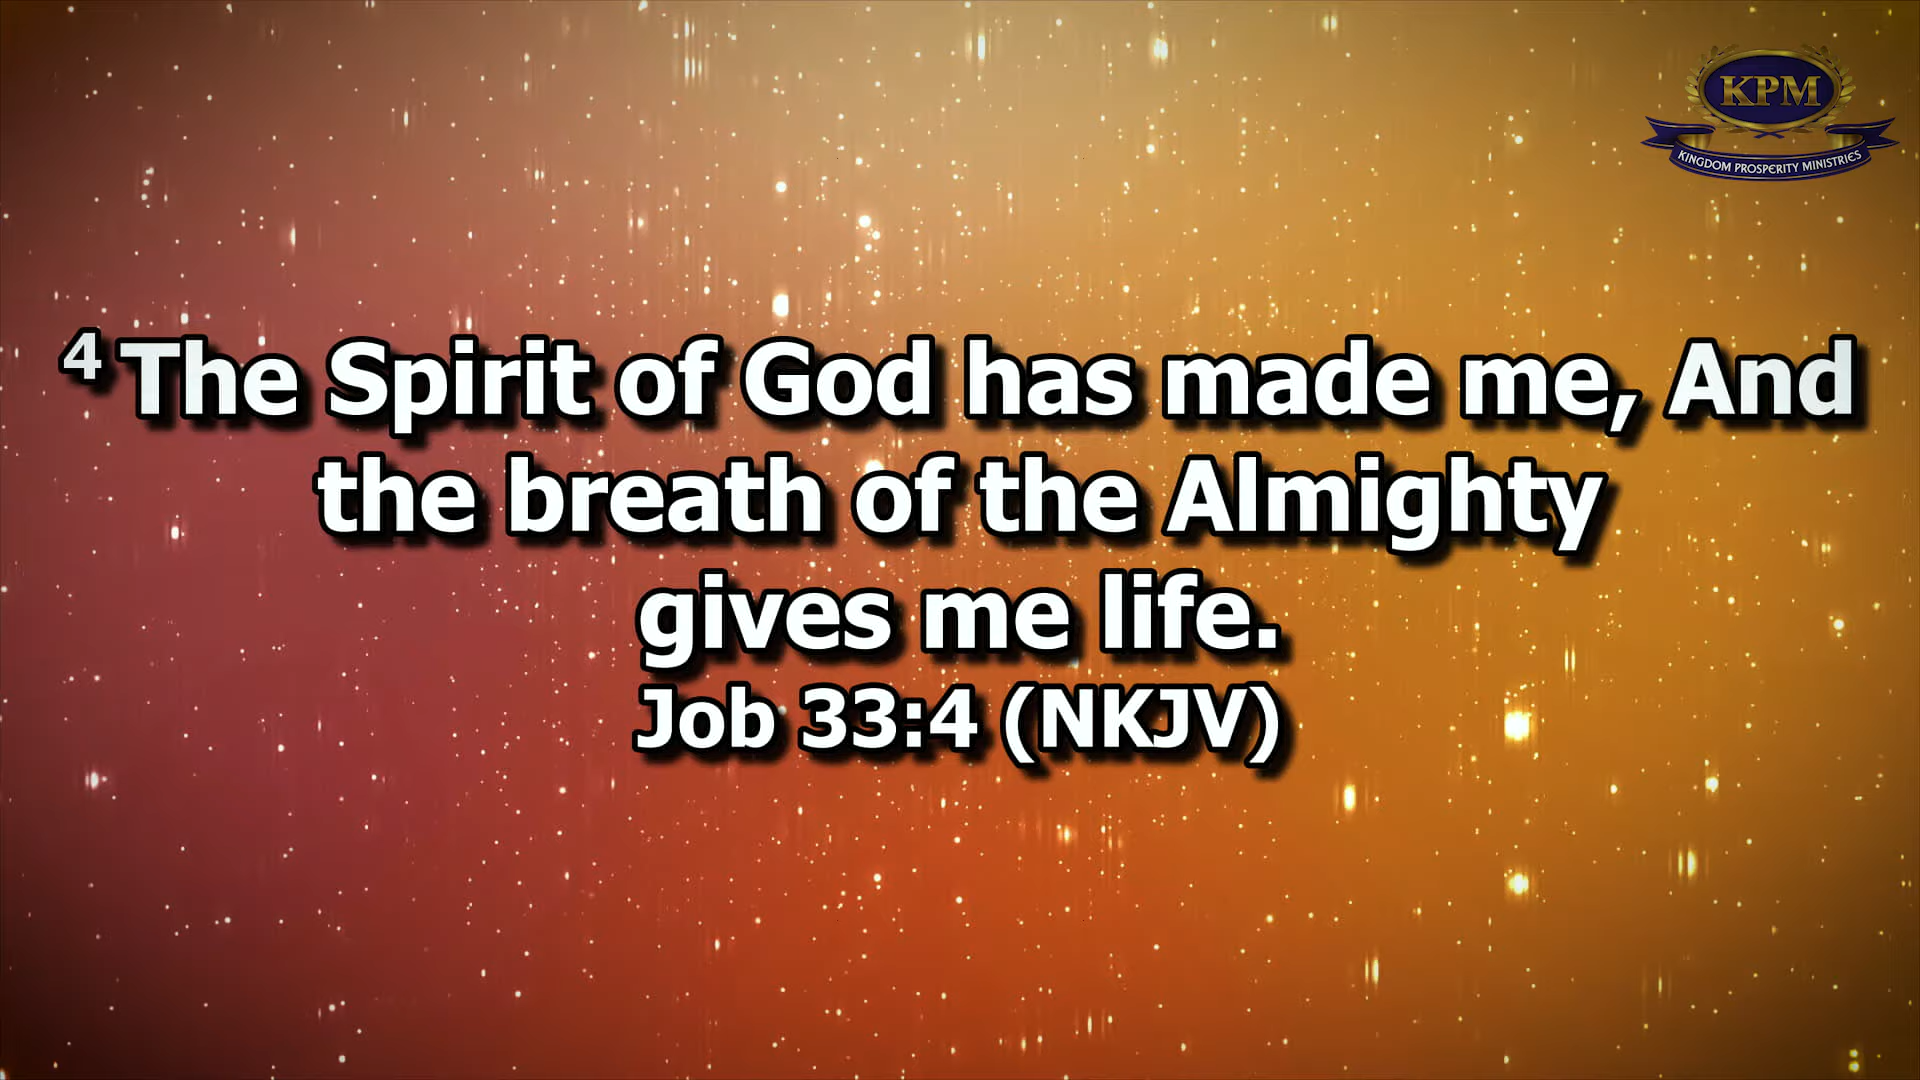 KPM
KINGDOM PROSPERITY MINISTRIES
4 The Spirit of God has made me, And
the breath of the Almighty
gives me life.
Job 33:4 (NKJV)